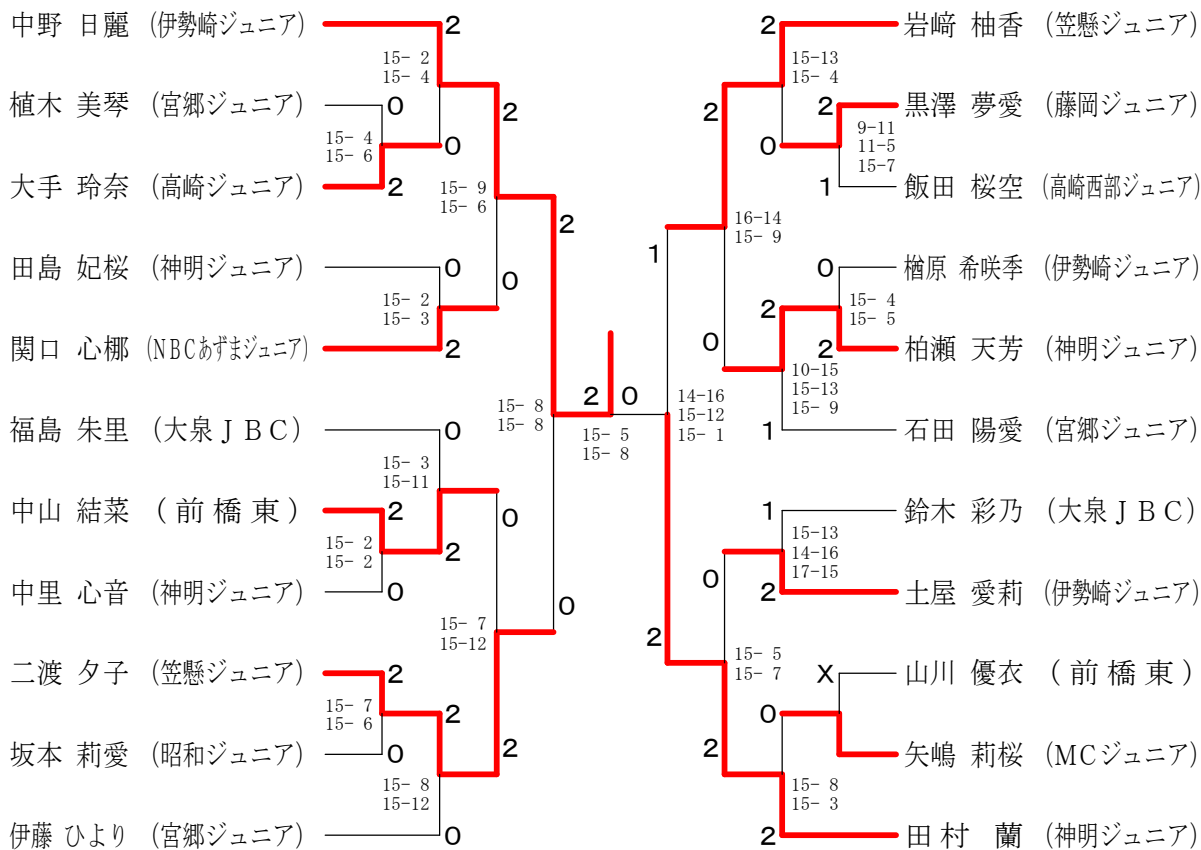 中野 日麗 (伊勢崎ジュニア) 2 2 岩﨑 柚香 (笠懸ジュニア)
15- 2 15-13
15- 4 15- 4
植木 美琴 (宮郷ジュニア) 0 2 2 2 黒澤 夢愛 (藤岡ジュニア)
15- 4 9-11
15- 6 0 0 11-5
15-7
大手 玲奈 (高崎ジュニア) 2 1 飯田 桜空 (高崎西部ジュニア)
15- 9 16-14
15- 6 2 1 15- 9
田島 妃桜 (神明ジュニア) 0 0 0 楢原 希咲季 (伊勢崎ジュニア)
15- 2 15- 4
15- 3 2 15- 5
関口 心梛 (NBCあずまジュニア) 2 0 2 柏瀬 天芳 (神明ジュニア)
10-15
15-13
15- 9
2 0
15- 8 14-16
15- 8 15-12
15- 1
福島 朱里 (大泉ＪＢＣ) 0 1 石田 陽愛 (宮郷ジュニア)
15- 5
15- 8
15- 3
15-11
中山 結菜 (前橋東) 2 0 1 鈴木 彩乃 (大泉ＪＢＣ)
15- 2 15-13
15- 2 2 14-16
17-15
中里 心音 (神明ジュニア) 0 0 0 2 土屋 愛莉 (伊勢崎ジュニア)
15- 7 15- 5
15-12 2 15- 7
二渡 夕子 (笠懸ジュニア) 2 X 山川 優衣 (前橋東)
15- 7
15- 6 2 0
坂本 莉愛 (昭和ジュニア) 0 2 2 矢嶋 莉桜 (MCジュニア)
15- 8 15- 8
15-12 15- 3
伊藤 ひより (宮郷ジュニア) 0 2 田村 蘭 (神明ジュニア)